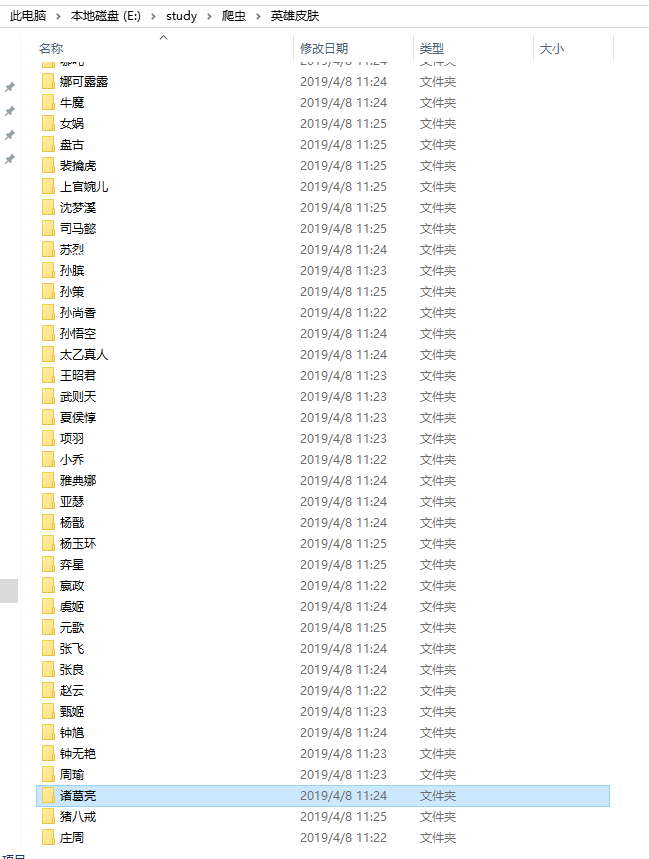 此电脑 > 本地磁盘 (E:) > study > 爬虫 > 英雄皮肤
名称 修改日期 类型 大小
娜可露露 2019/4/8 11:24 文件夹
牛魔 2019/4/8 11:24 文件夹
女娲 2019/4/8 11:25 文件夹
盘古 2019/4/8 11:25 文件夹
裴擒虎 2019/4/8 11:25 文件夹
上官婉儿 2019/4/8 11:25 文件夹
沈梦溪 2019/4/8 11:25 文件夹
司马懿 2019/4/8 11:25 文件夹
苏烈 2019/4/8 11:24 文件夹
孙膑 2019/4/8 11:23 文件夹
孙策 2019/4/8 11:25 文件夹
孙尚香 2019/4/8 11:22 文件夹
孙悟空 2019/4/8 11:24 文件夹
太乙真人 2019/4/8 11:24 文件夹
王昭君 2019/4/8 11:23 文件夹
武则天 2019/4/8 11:23 文件夹
夏侯惇 2019/4/8 11:23 文件夹
项羽 2019/4/8 11:23 文件夹
小乔 2019/4/8 11:22 文件夹
雅典娜 2019/4/8 11:24 文件夹
亚瑟 2019/4/8 11:24 文件夹
杨戬 2019/4/8 11:24 文件夹
杨玉环 2019/4/8 11:25 文件夹
弈星 2019/4/8 11:25 文件夹
嬴政 2019/4/8 11:22 文件夹
虞姬 2019/4/8 11:24 文件夹
元歌 2019/4/8 11:25 文件夹
张飞 2019/4/8 11:24 文件夹
张良 2019/4/8 11:24 文件夹
赵云 2019/4/8 11:22 文件夹
甄姬 2019/4/8 11:23 文件夹
钟馗 2019/4/8 11:24 文件夹
钟无艳 2019/4/8 11:23 文件夹
周瑜 2019/4/8 11:23 文件夹
诸葛亮 2019/4/8 11:24 文件夹
猪八戒 2019/4/8 11:25 文件夹
庄周 2019/4/8 11:22 文件夹